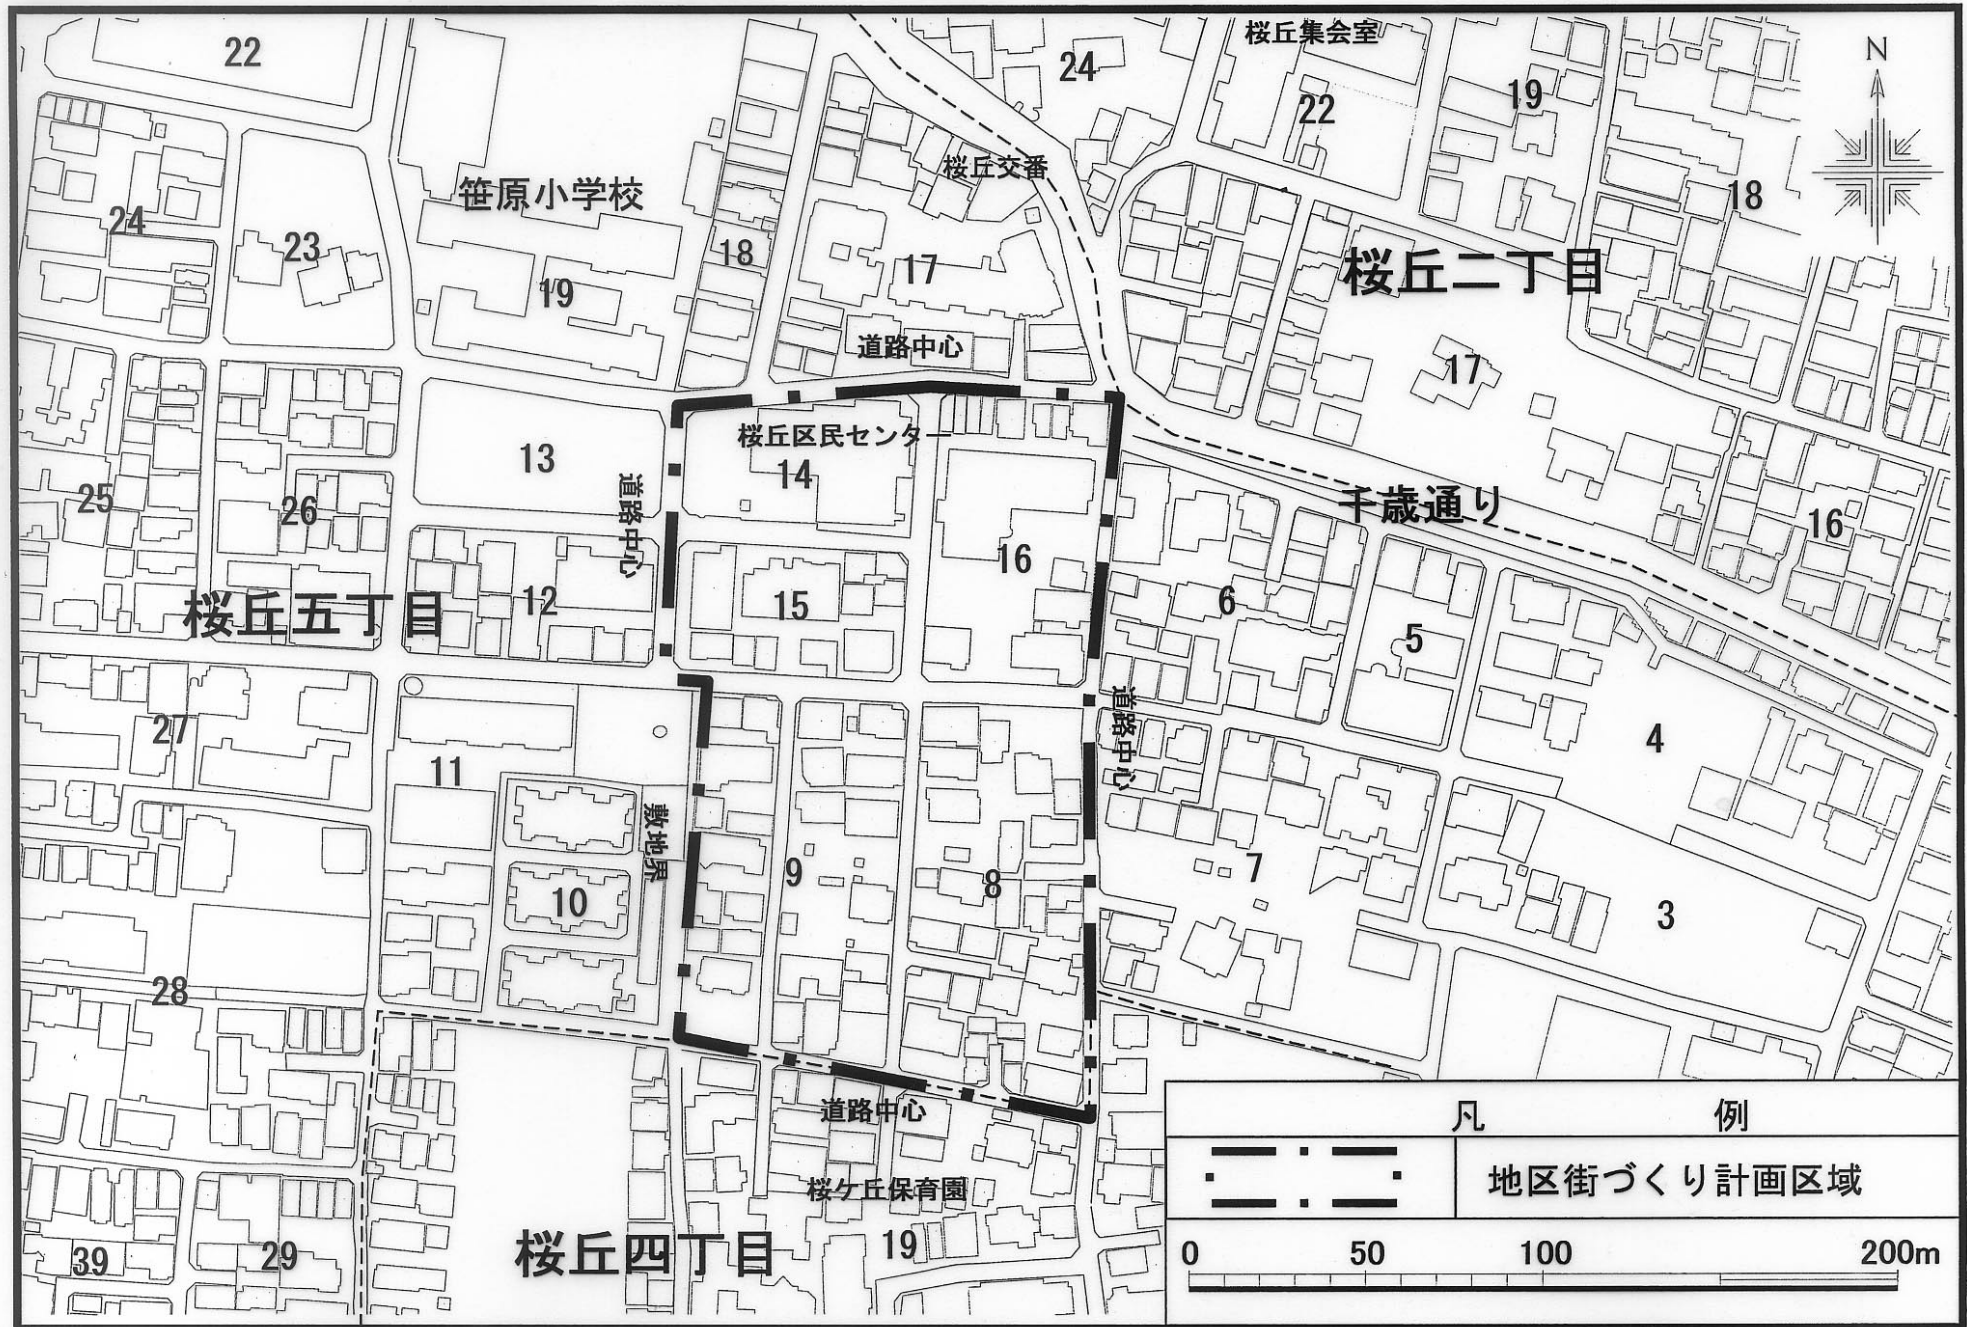 22
24
桜丘集会室
19
22
N
18
24
23
笹原小学校
19
18
桜丘交番
17
桜丘二丁目
道路中心
17
13
桜丘区民センター
14
道路中心
25
26
千歳通り
16
16
桜丘五丁目
12
15
6
5
27
11
道路中心
4
敷地界
9
8
7
10
3
28
道路中心
桜ケ丘保育園
19
桜丘四丁目
39
29
凡 例
地区街づくり計画区域
0 50 100 200m